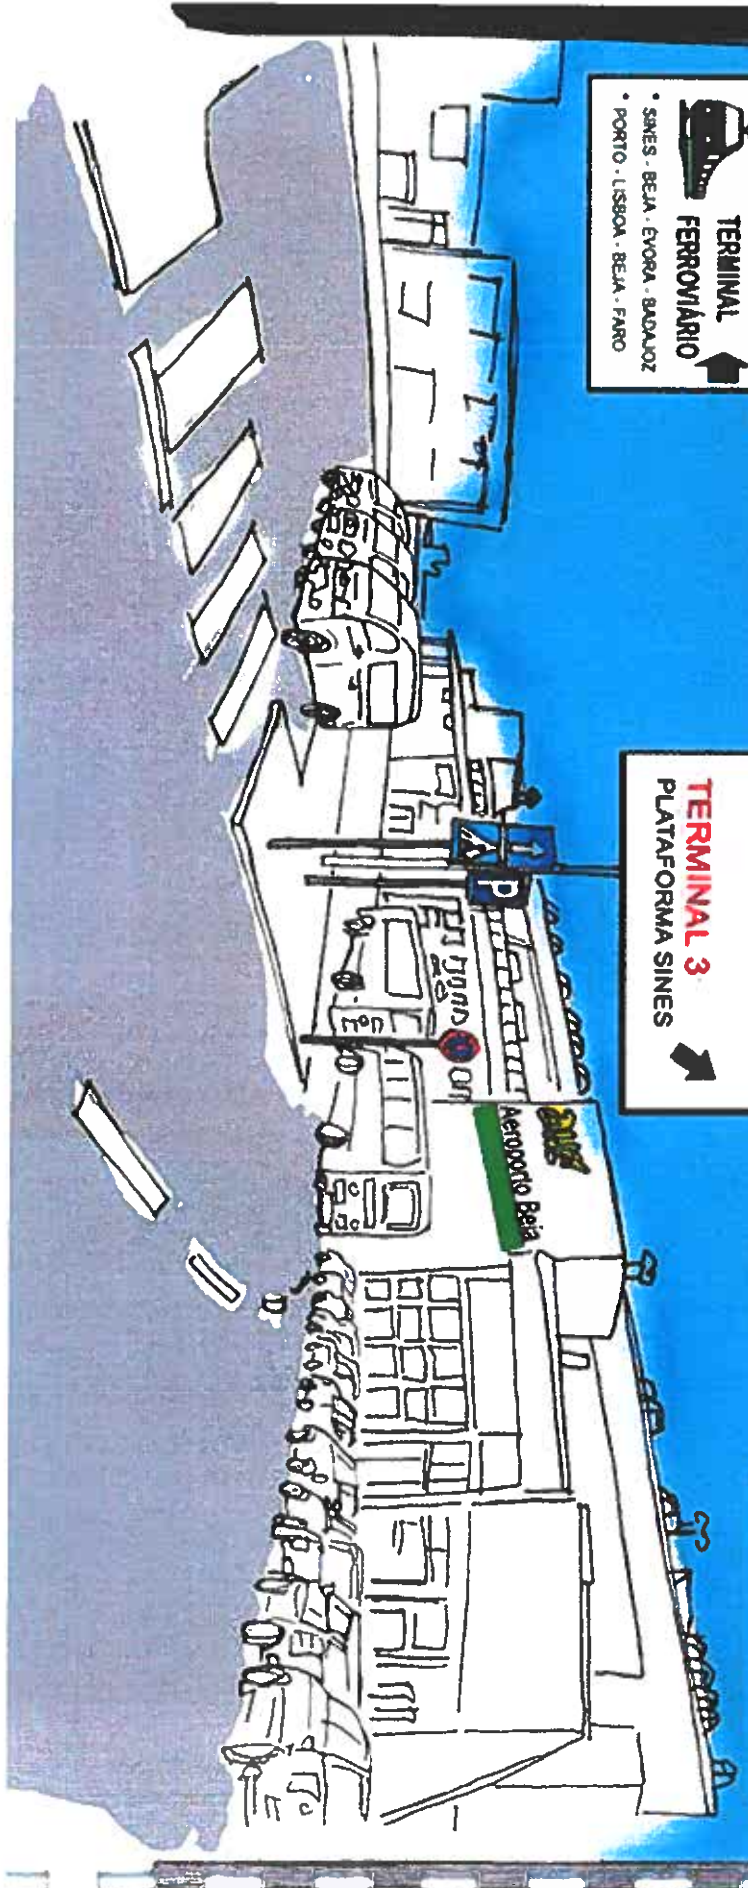 TERMINAL
FERROVIÁRIO
• SINES - BEJA - ÉVORA - BADAJOZ
• PORTO - LISBOA - BEJA - FARO
TERMINAL 3
PLATAFORMA SINES
P
Aeroporto Beja